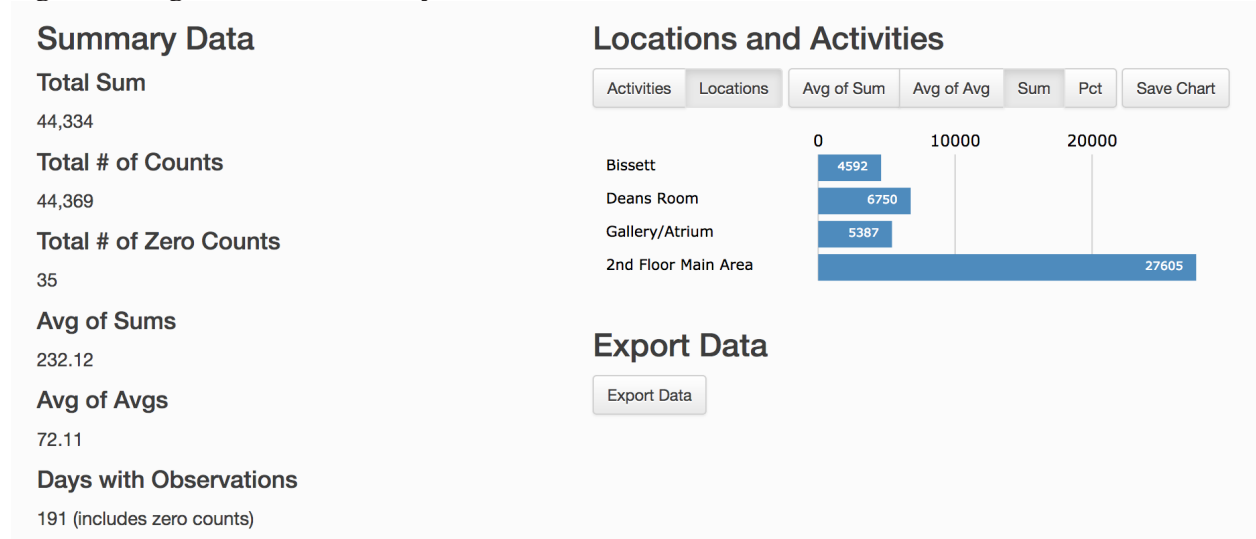 Summary Data
Total Sum
44,334
Total # of Counts
44,369
Total # of Zero Counts
35
Avg of Sums
232.12
Avg of Avgs
72.11
Days with Observations
191 (includes zero counts)
Locations and Activities
Activities Locations Avg of Sum Avg of Avg Sum Pct Save Chart
0 10000 20000
Bissett 4592
Deans Room 6750
Gallery/Atrium 5387
2nd Floor Main Area 27605
Export Data
Export Data